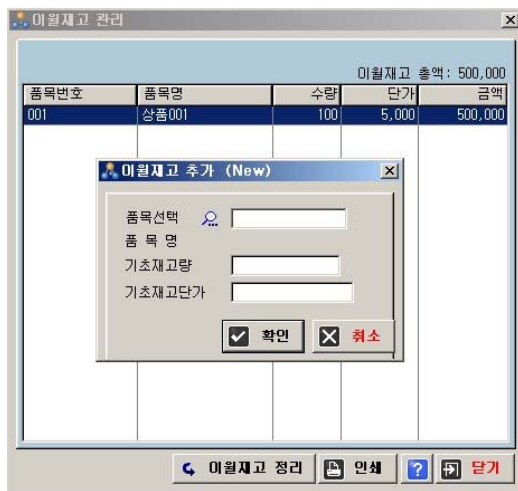 이월재고 관리
이월재고 총액: 500,000
품목번호 품목명 수량 단가 금액
001 상품001 100 5,000 500,000
이월재고 추가 (New)
품목선택
품 목 명
기초재고량
기초재고단가
확인 취소
이월재고 정리 인쇄 ? 닫기